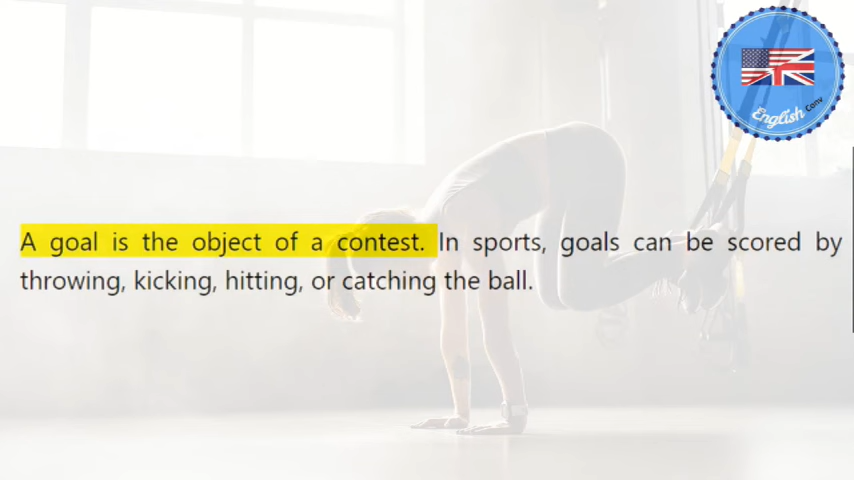 English Conv
A goal is the object of a contest. In sports, goals can be scored by
throwing, kicking, hitting, or catching the ball.